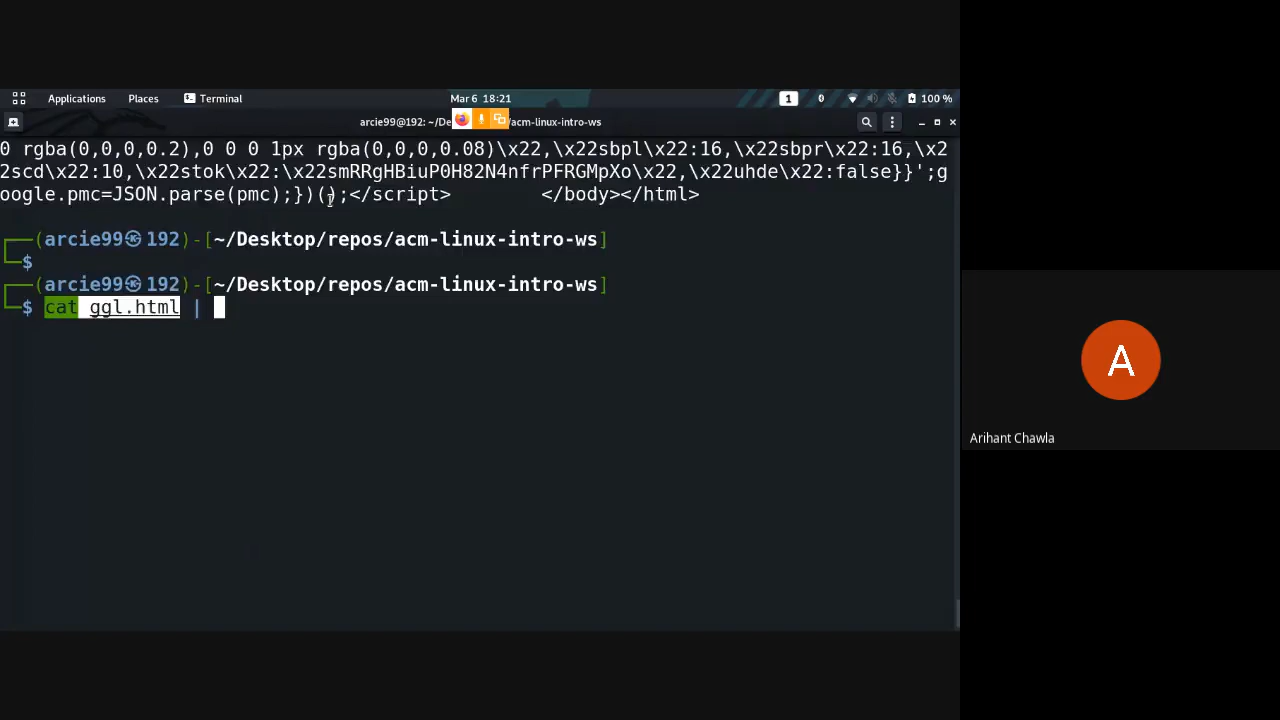 Applications Places Terminal Mar 6 18:21 1 100 %
arcie99@192: ~/De /acm-linux-intro-ws
0 rgba(0,0,0,0.2),0 0 0 1px rgba(0,0,0,0.08)\x22,\x22sbpl\x22:16,\x22sbpr\x22:16,\x2
2scd\x22:10,\x22stok\x22:\x22smRRgHBiuP0H82N4nfrPFRGMpXo\x22,\x22uhde\x22:false}}';g
oogle.pmc=JSON.parse(pmc);})();</script> </body></html>
(arcie99㉿192)-[~/Desktop/repos/acm-linux-intro-ws]
$
(arcie99㉿192)-[~/Desktop/repos/acm-linux-intro-ws]
$ cat ggl.html |
A
Arihant Chawla